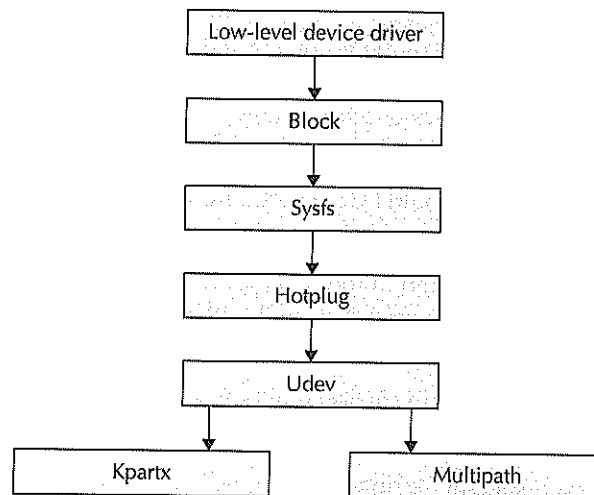 Low-level device driver
Block
Sysfs
Hotplug
Udev
Kpartx
Multipath